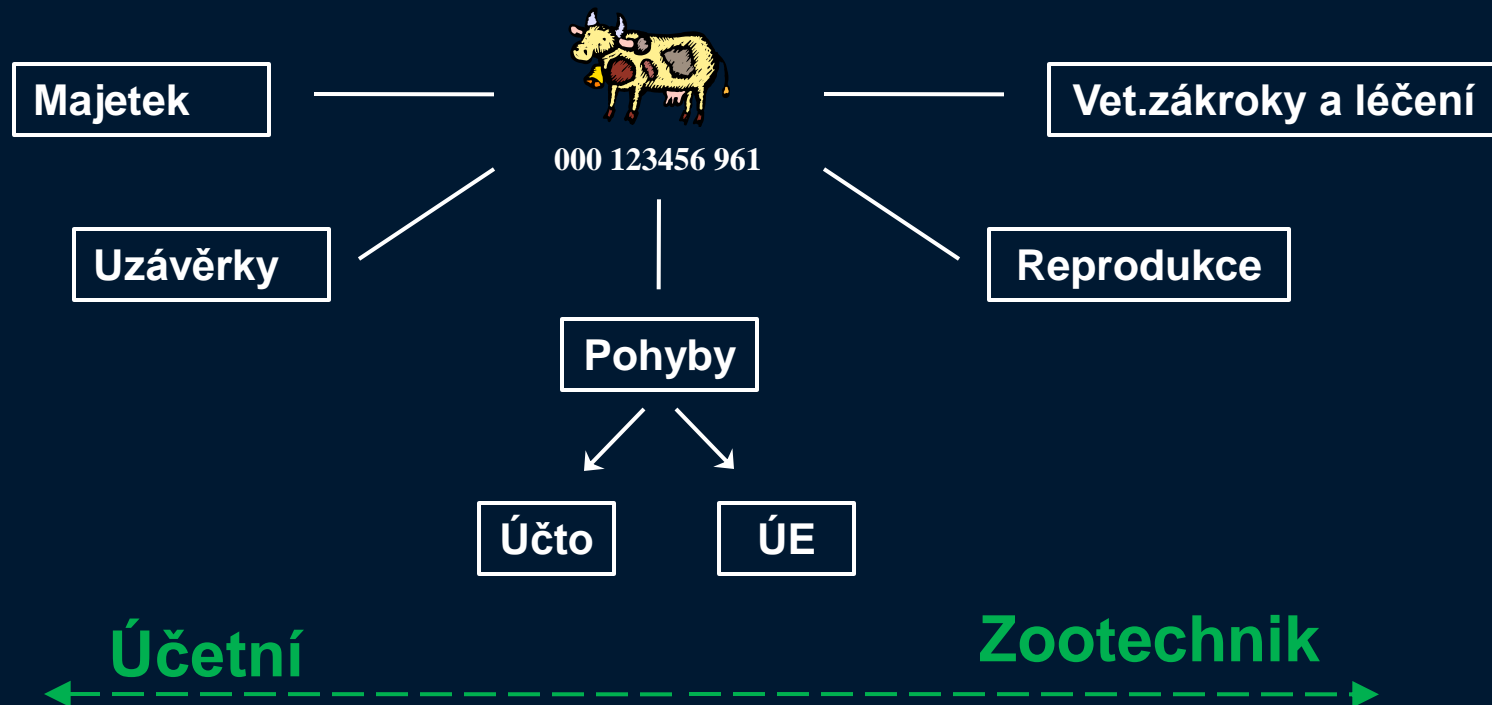 Majetek
Vet.zákroky a léčení
000 123456 961
Uzávěrky
Reprodukce
Pohyby
Účto
ÚE
Účetní
Zootechnik